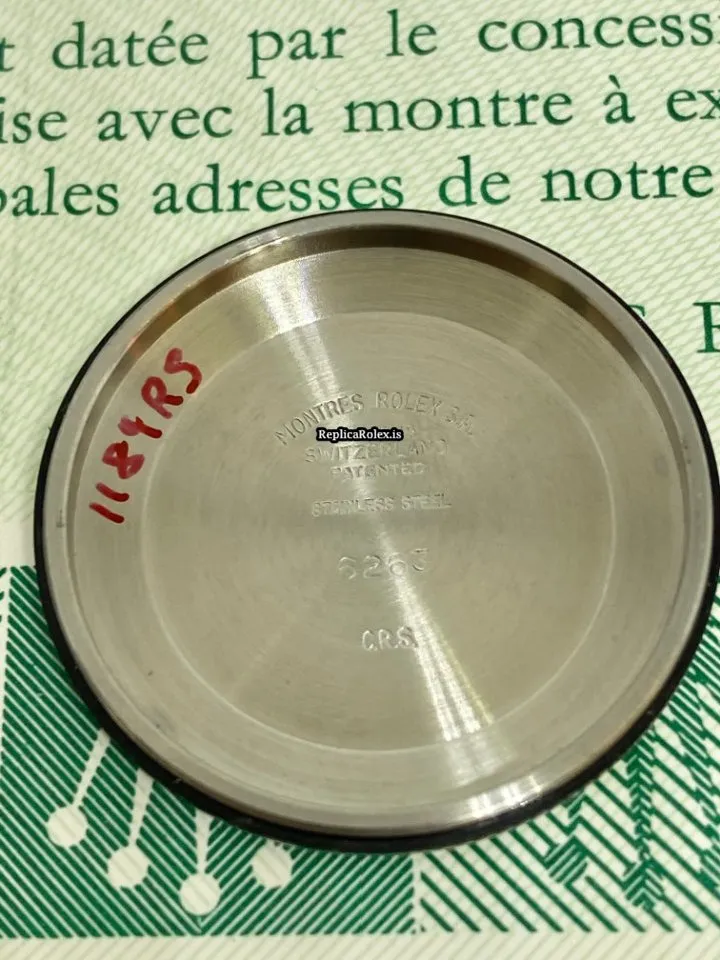 t datée par le concess
ise avec la montre à ex
pales adresses de notre
1184RS
MONTRES ROLEX S.A.
ReplicaRolex.is
SWITZERLAND
PATENTED
STAINLESS STEEL
6263
C.R.S.